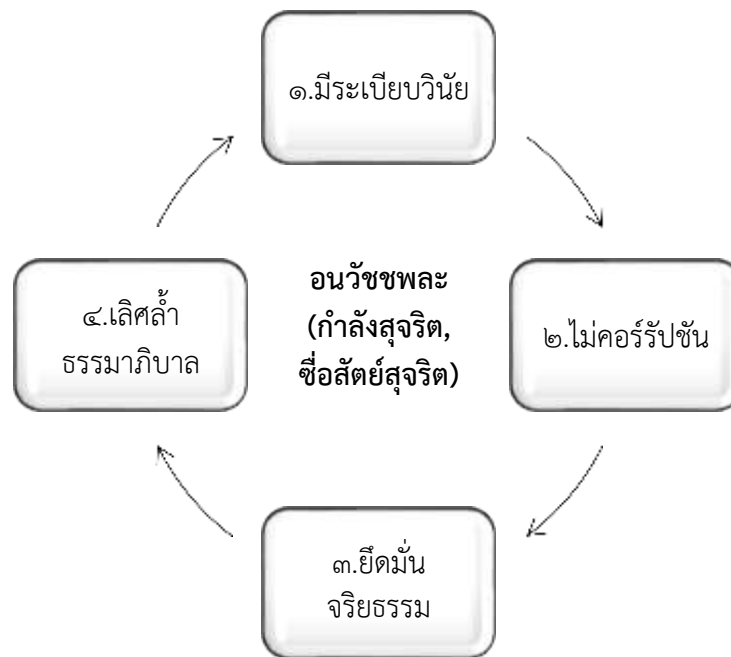 ๑.มีระเบียบวินัย
๒.ไม่คอร์รัปชัน
๓.ยึดมั่น
จริยธรรม
๔.เลิศล้ำ
ธรรมาภิบาล
อนวัชชพละ
(กำลังสุจริต,
ซื่อสัตย์สุจริต)